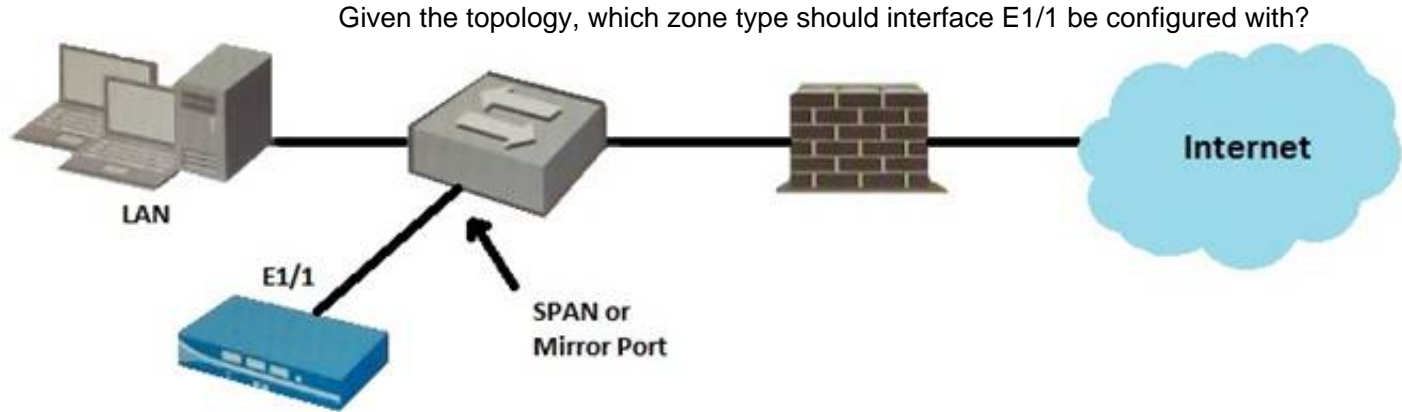 Given the topology, which zone type should interface E1/1 be configured with?
Internet
LAN
E1/1
SPAN or
Mirror Port